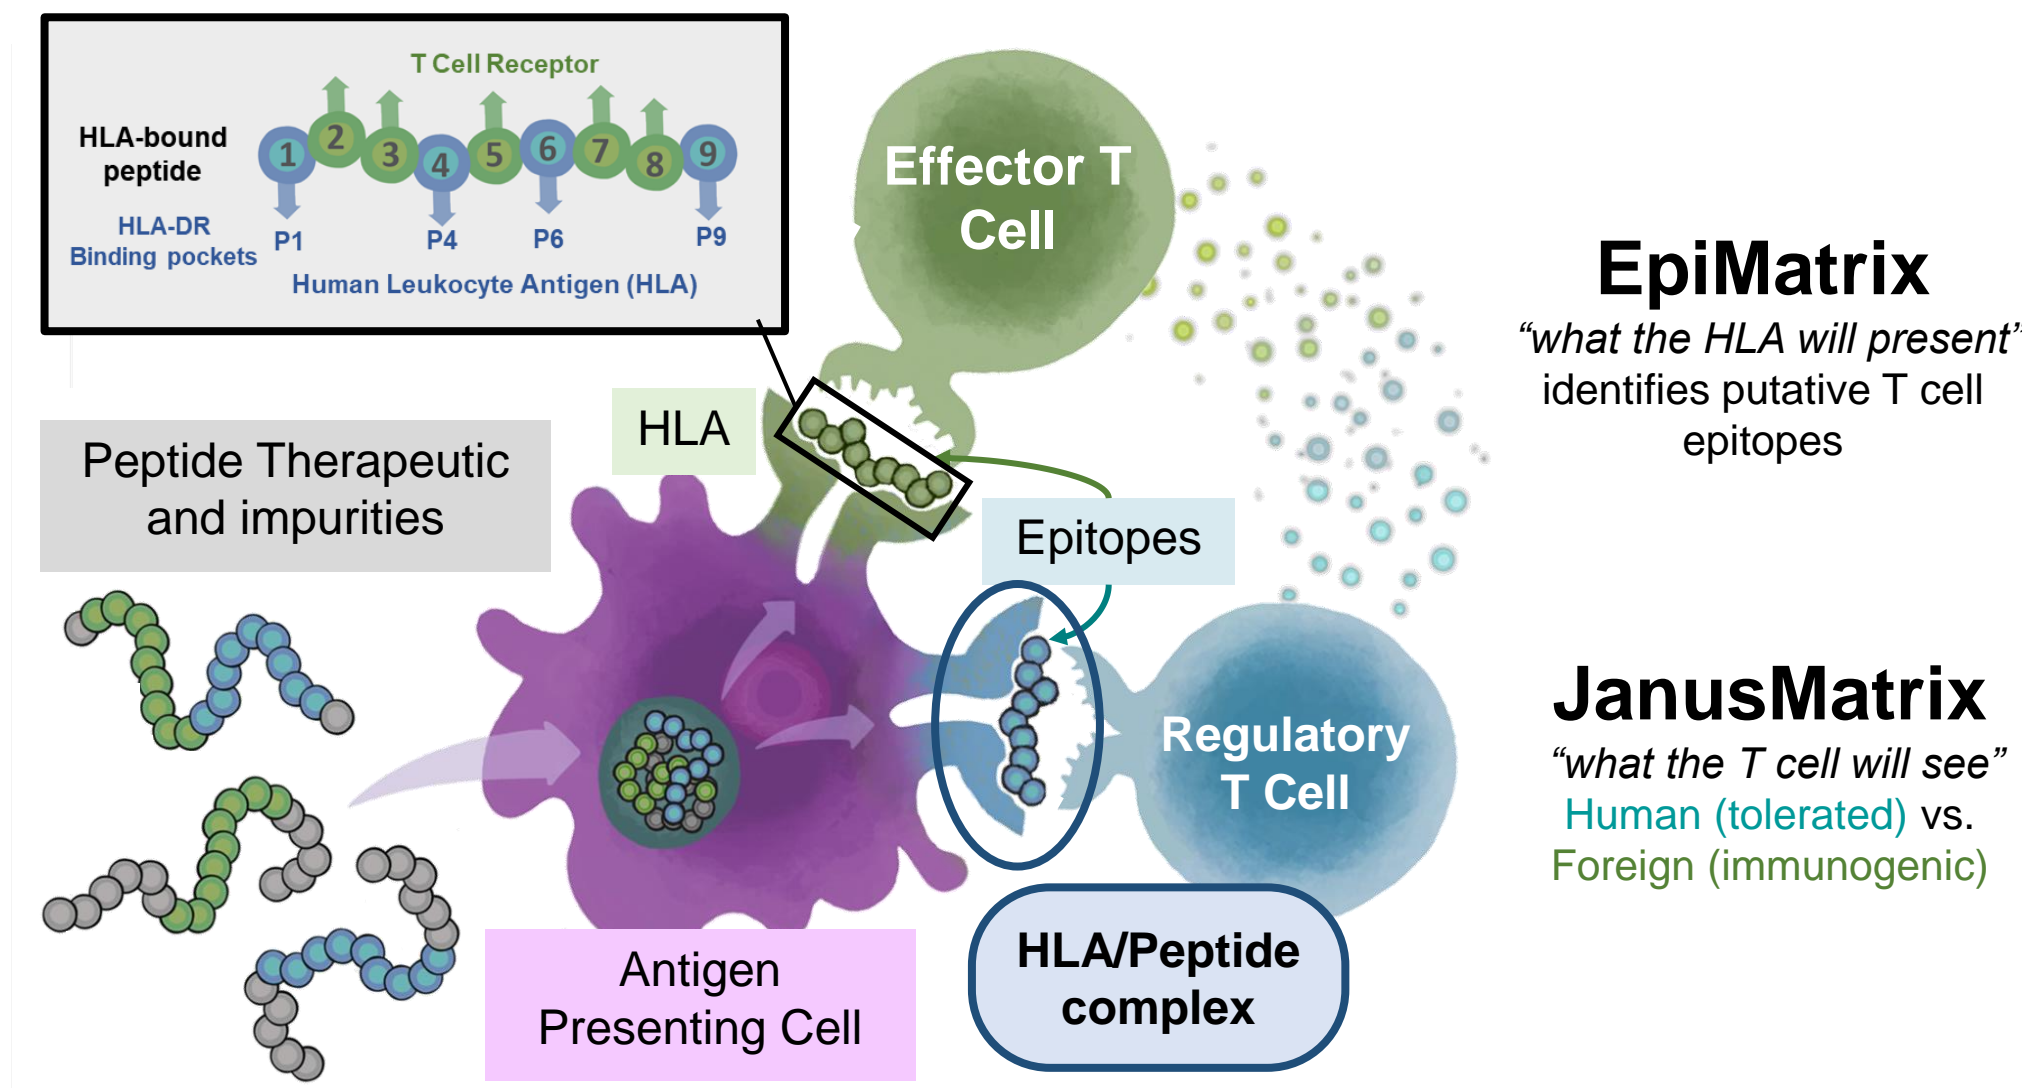 T Cell Receptor
HLA-bound
peptide
1 2 3 4 5 6 7 8 9
HLA-DR
Binding pockets
P1 P4 P6 P9
Human Leukocyte Antigen (HLA)
Effector T
Cell
HLA
Peptide Therapeutic
and impurities
Epitopes
Regulatory
T Cell
Antigen
Presenting Cell
HLA/Peptide
complex
EpiMatrix
“what the HLA will present”
identifies putative T cell
epitopes
JanusMatrix
“what the T cell will see”
Human (tolerated) vs.
Foreign (immunogenic)